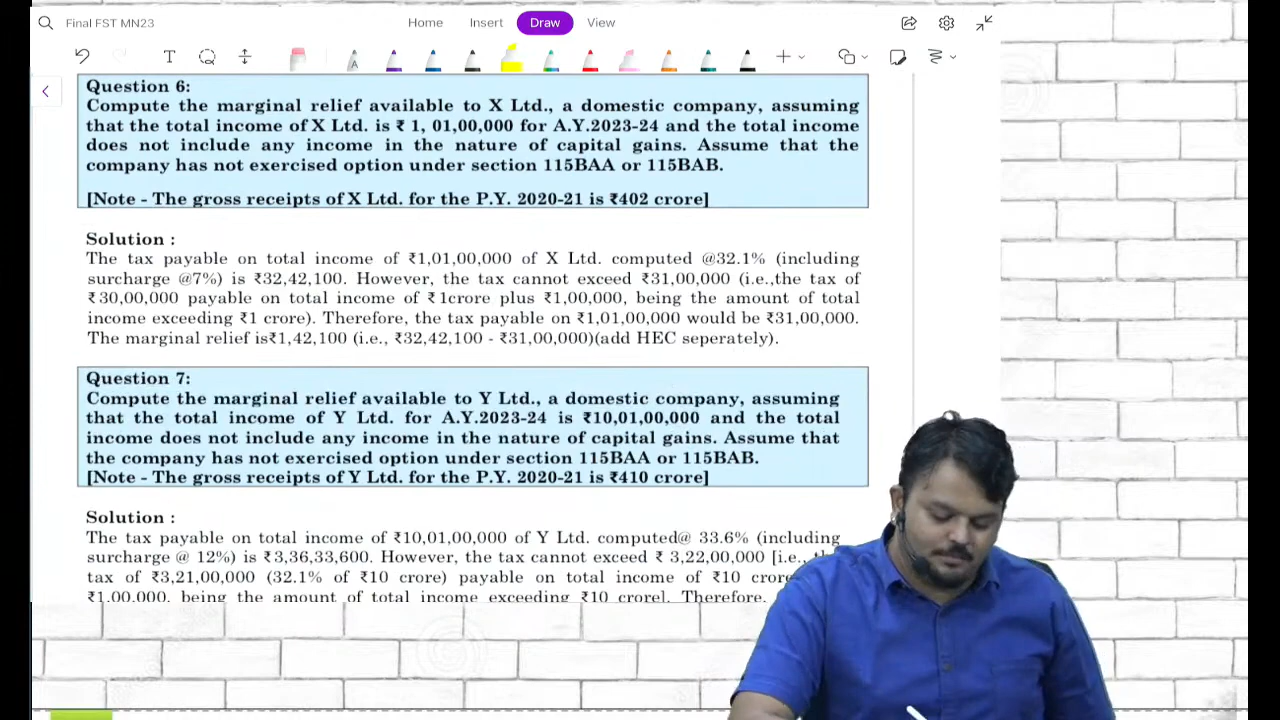 Final FST MN23
Home Insert Draw View
Question 6:
Compute the marginal relief available to X Ltd., a domestic company, assuming
that the total income of X Ltd. is ₹ 1, 01,00,000 for A.Y.2023-24 and the total income
does not include any income in the nature of capital gains. Assume that the
company has not exercised option under section 115BAA or 115BAB.
[Note - The gross receipts of X Ltd. for the P.Y. 2020-21 is ₹402 crore]
Solution :
The tax payable on total income of ₹1,01,00,000 of X Ltd. computed @32.1% (including
surcharge @7%) is ₹32,42,100. However, the tax cannot exceed ₹31,00,000 (i.e.,the tax of
₹30,00,000 payable on total income of ₹1crore plus ₹1,00,000, being the amount of total
income exceeding ₹1 crore). Therefore, the tax payable on ₹1,01,00,000 would be ₹31,00,000.
The marginal relief is₹1,42,100 (i.e., ₹32,42,100 - ₹31,00,000)(add HEC seperately).
Question 7:
Compute the marginal relief available to Y Ltd., a domestic company, assuming
that the total income of Y Ltd. for A.Y.2023-24 is ₹10,01,00,000 and the total
income does not include any income in the nature of capital gains. Assume that
the company has not exercised option under section 115BAA or 115BAB.
[Note - The gross receipts of Y Ltd. for the P.Y. 2020-21 is ₹410 crore]
Solution :
The tax payable on total income of ₹10,01,00,000 of Y Ltd. computed@ 33.6% (including
surcharge @ 12%) is ₹3,36,33,600. However, the tax cannot exceed ₹ 3,22,00,000 [i.e.,
tax of ₹3,21,00,000 (32.1% of ₹10 crore) payable on total income of ₹10 cror
₹1,00,000, being the amount of total income exceeding ₹10 crore]. Therefore,